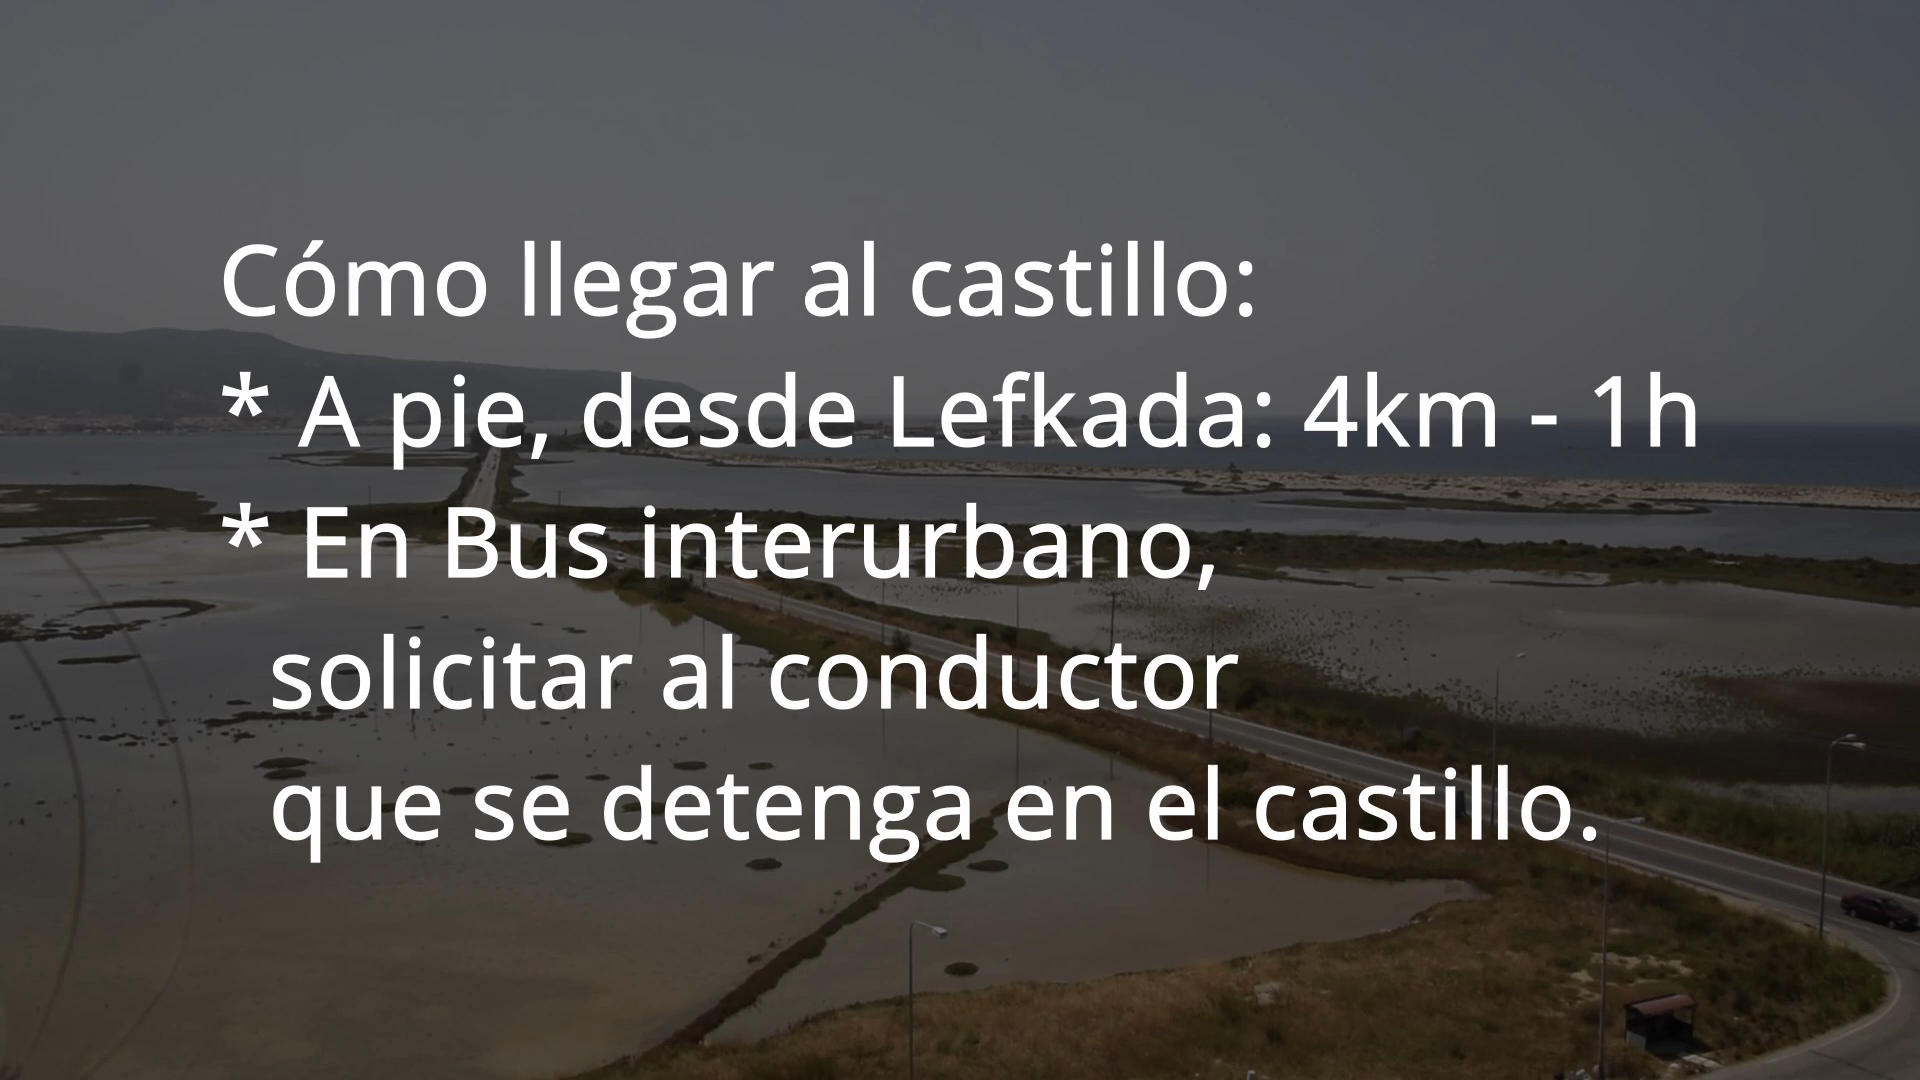 Cómo llegar al castillo:
* A pie, desde Lefkada: 4km - 1h
* En Bus interurbano,
solicitar al conductor
que se detenga en el castillo.